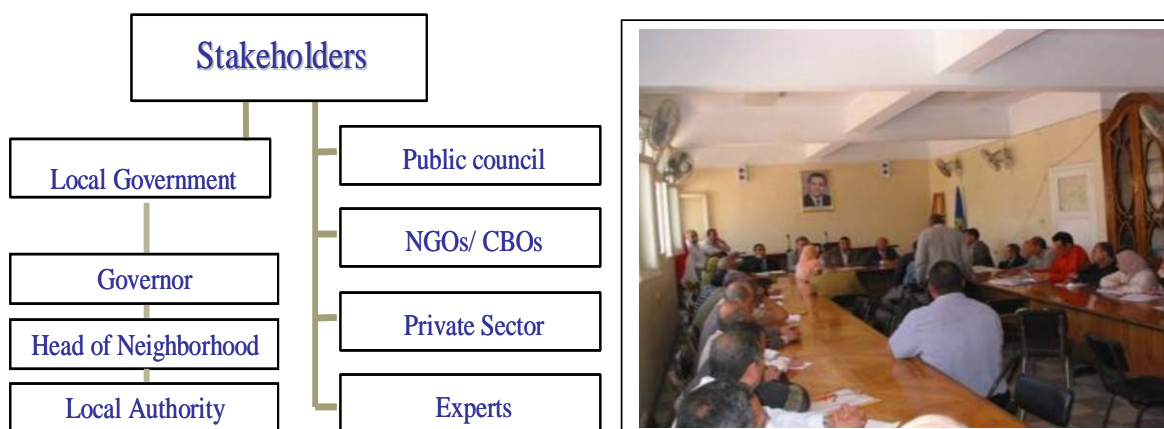 Stakeholders
Local Government
Governor
Head of Neighborhood
Local Authority
Public council
NGOs/ CBOs
Private Sector
Experts